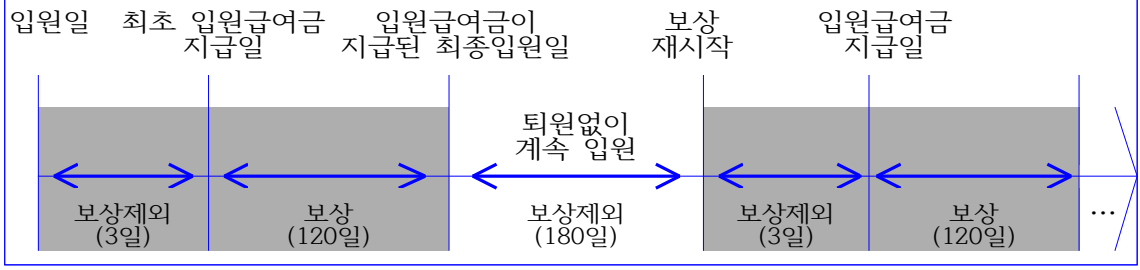 입원일
최초 입원급여금
지급일
입원급여금이
지급된 최종입원일
보상
재시작
입원급여금
지급일
퇴원없이
계속 입원
보상제외
(3일)
보상
(120일)
보상제외
(180일)
보상제외
(3일)
보상
(120일)
…